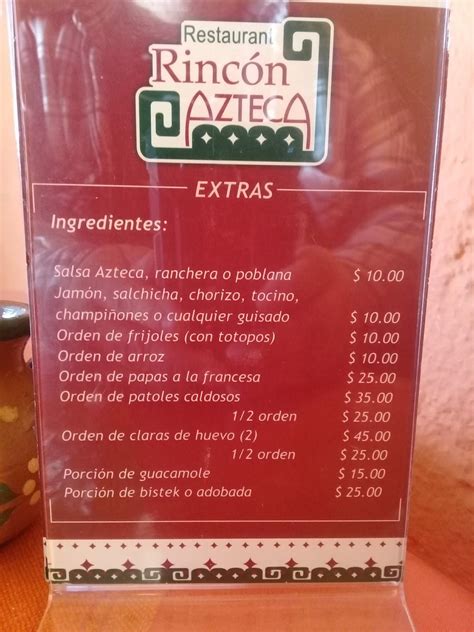 Restaurant
Rincón
AZTECA
EXTRAS
Ingredientes:
Salsa Azteca, ranchera o poblana $ 10.00
Jamón, salchicha, chorizo, tocino,
champiñones o cualquier guisado $ 10.00
Orden de frijoles (con totopos) $ 10.00
Orden de arroz $ 10.00
Orden de papas a la francesa $ 25.00
Orden de patoles caldosos $ 35.00
1/2 orden $ 25.00
Orden de claras de huevo (2) $ 45.00
1/2 orden $ 25.00
Porción de guacamole $ 15.00
Porción de bistek o adobada $ 25.00